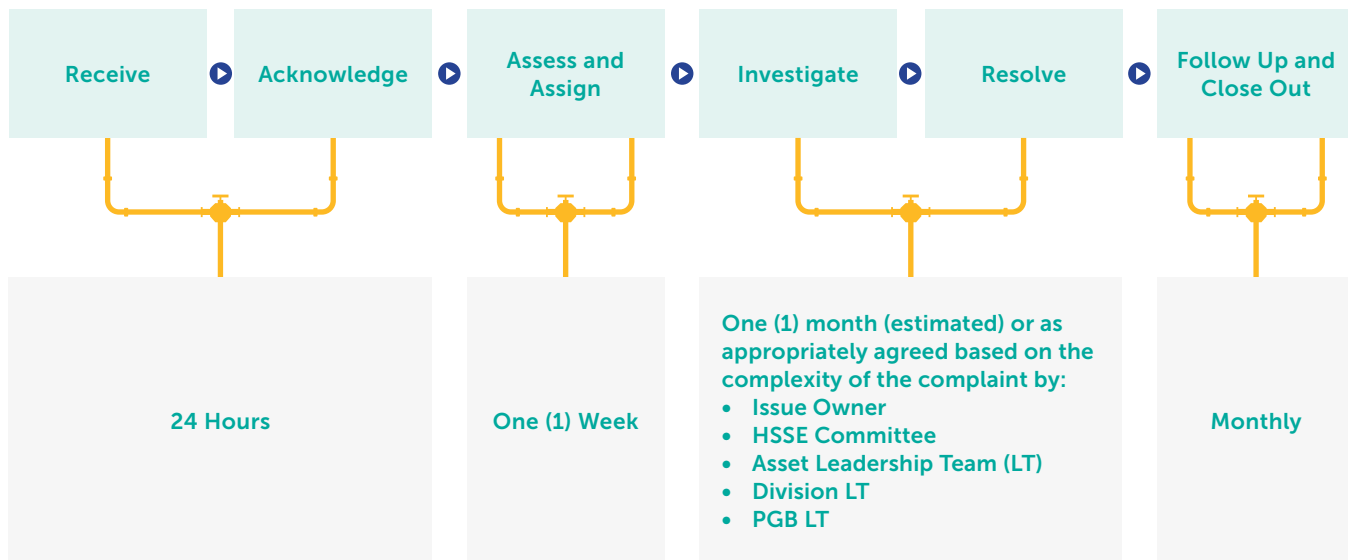 Receive
Acknowledge
Assess and
Assign
Investigate
Resolve
Follow Up and
Close Out
24 Hours
One (1) Week
One (1) month (estimated) or as
appropriately agreed based on the
complexity of the complaint by:
• Issue Owner
• HSSE Committee
• Asset Leadership Team (LT)
• Division LT
• PGB LT
Monthly